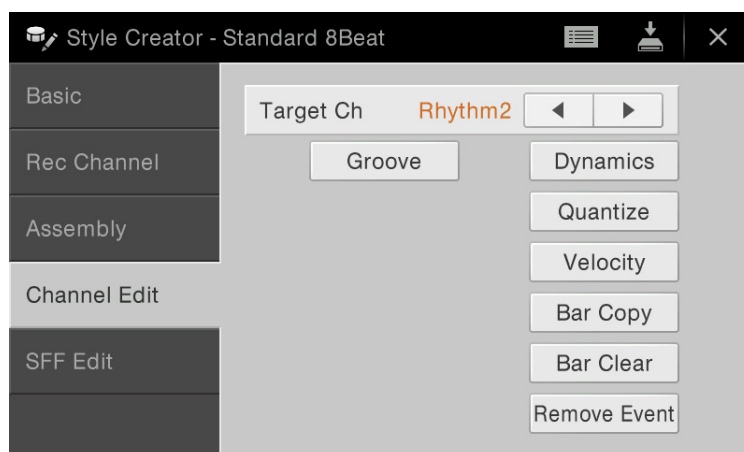 Style Creator - Standard 8Beat
Basic
Rec Channel
Assembly
Channel Edit
SFF Edit
Target Ch Rhythm2
Groove
Dynamics
Quantize
Velocity
Bar Copy
Bar Clear
Remove Event